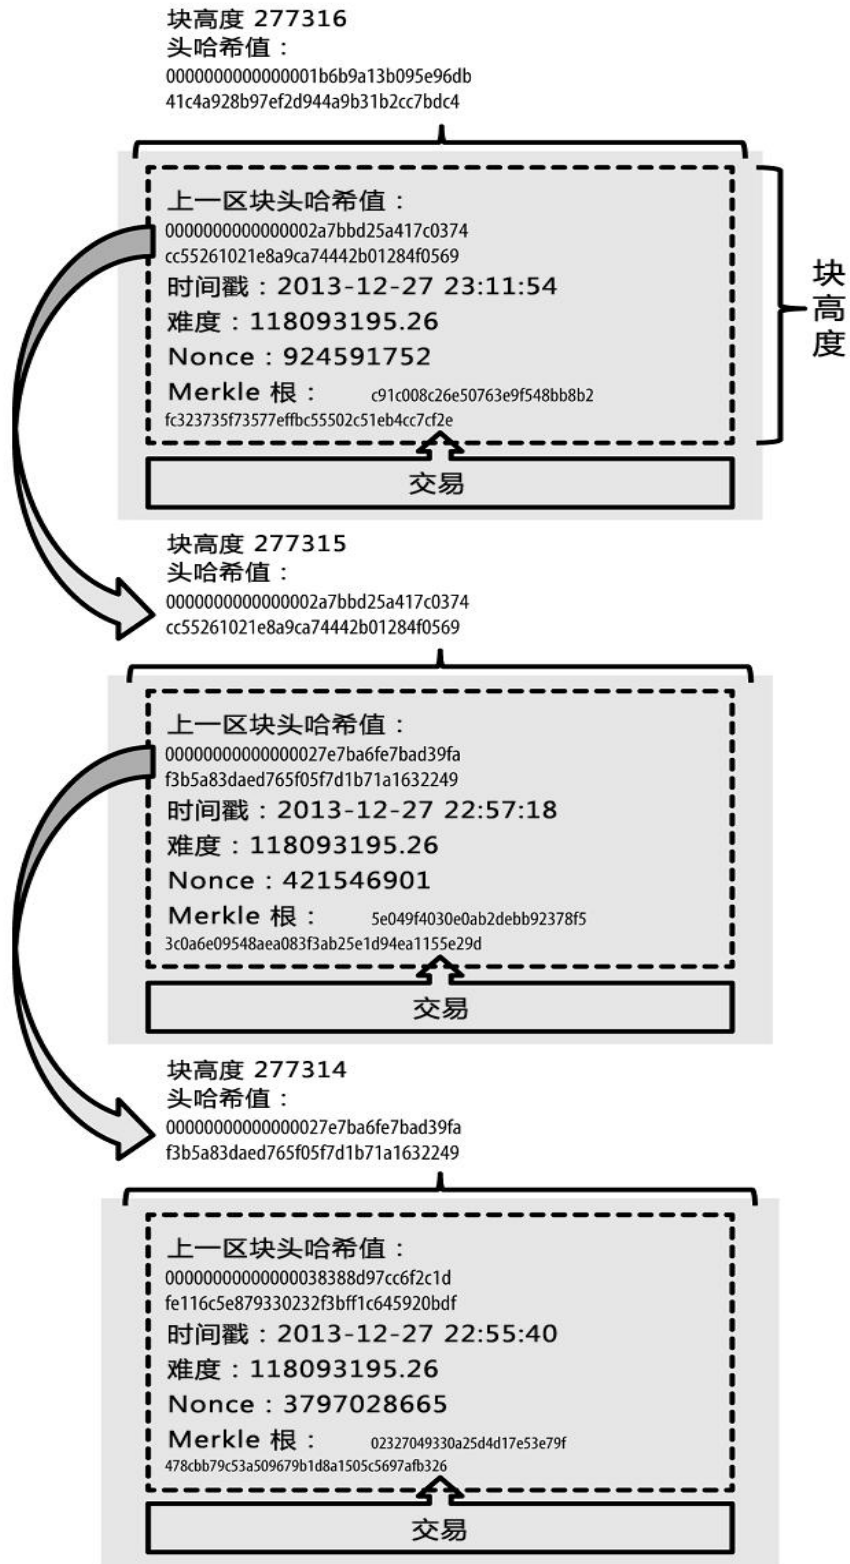 块高度 277316
头哈希值：
0000000000000001b6b9a13b095e96db
41c4a928b97ef2d944a9b31b2cc7bdc4
上一区块头哈希值：
0000000000000002a7bbd25a417c0374
cc55261021e8a9ca74442b01284f0569
时间戳：2013-12-27 23:11:54
难度：118093195.26
Nonce：924591752
Merkle 根： c91c008c26e50763e9f548bb8b2
fc323735f73577effbc55502c51eb4cc7cf2e
交易
块高度
块高度 277315
头哈希值：
0000000000000002a7bbd25a417c0374
cc55261021e8a9ca74442b01284f0569
上一区块头哈希值：
00000000000000027e7ba6fe7bad39fa
f3b5a83daed765f05f7d1b71a1632249
时间戳：2013-12-27 22:57:18
难度：118093195.26
Nonce：421546901
Merkle 根： 5e049f4030e0ab2debb92378f5
3c0a6e09548aea083f3ab25e1d94ea1155e29d
交易
块高度 277314
头哈希值：
00000000000000027e7ba6fe7bad39fa
f3b5a83daed765f05f7d1b71a1632249
上一区块头哈希值：
00000000000000038388d97cc6f2c1d
fe116c5e879330232f3bff1c645920bdf
时间戳：2013-12-27 22:55:40
难度：118093195.26
Nonce：3797028665
Merkle 根： 02327049330a25d4d17e53e79f
478cbb79c53a509679b1d8a1505c5697afb326
交易